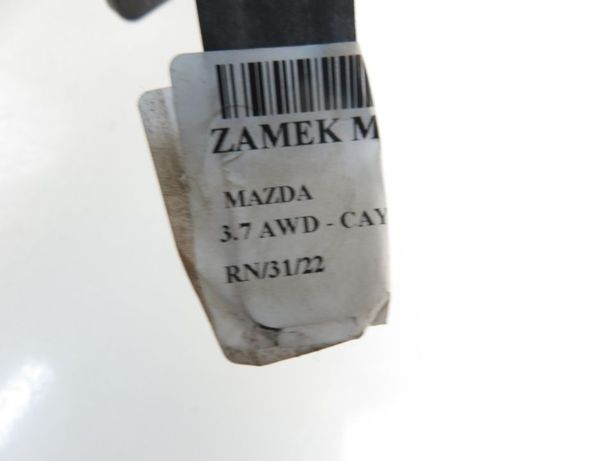 ZAMEK M
MAZDA
3.7 AWD - CAY
RN/31/22